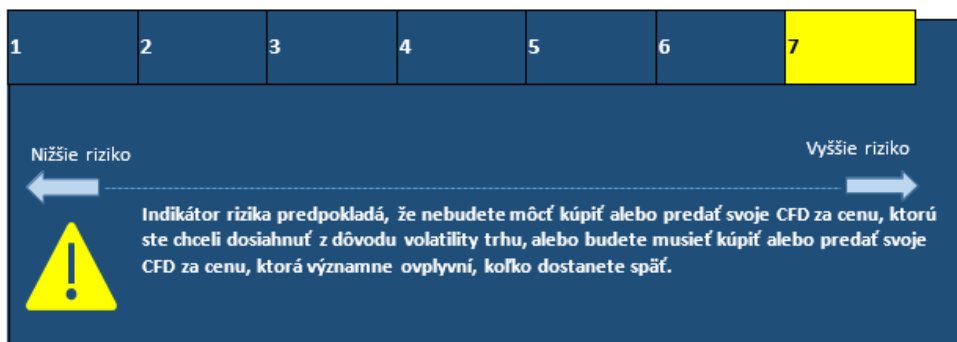 1 2 3 4 5 6 7
Nižšie riziko Vyššie riziko
Indikátor rizika predpokladá, že nebudete môcť kúpiť alebo predať svoje CFD za cenu, ktorú
ste chceli dosiahnuť z dôvodu volatility trhu, alebo budete musieť kúpiť alebo predať svoje
CFD za cenu, ktorá významne ovplyvní, koľko dostanete späť.